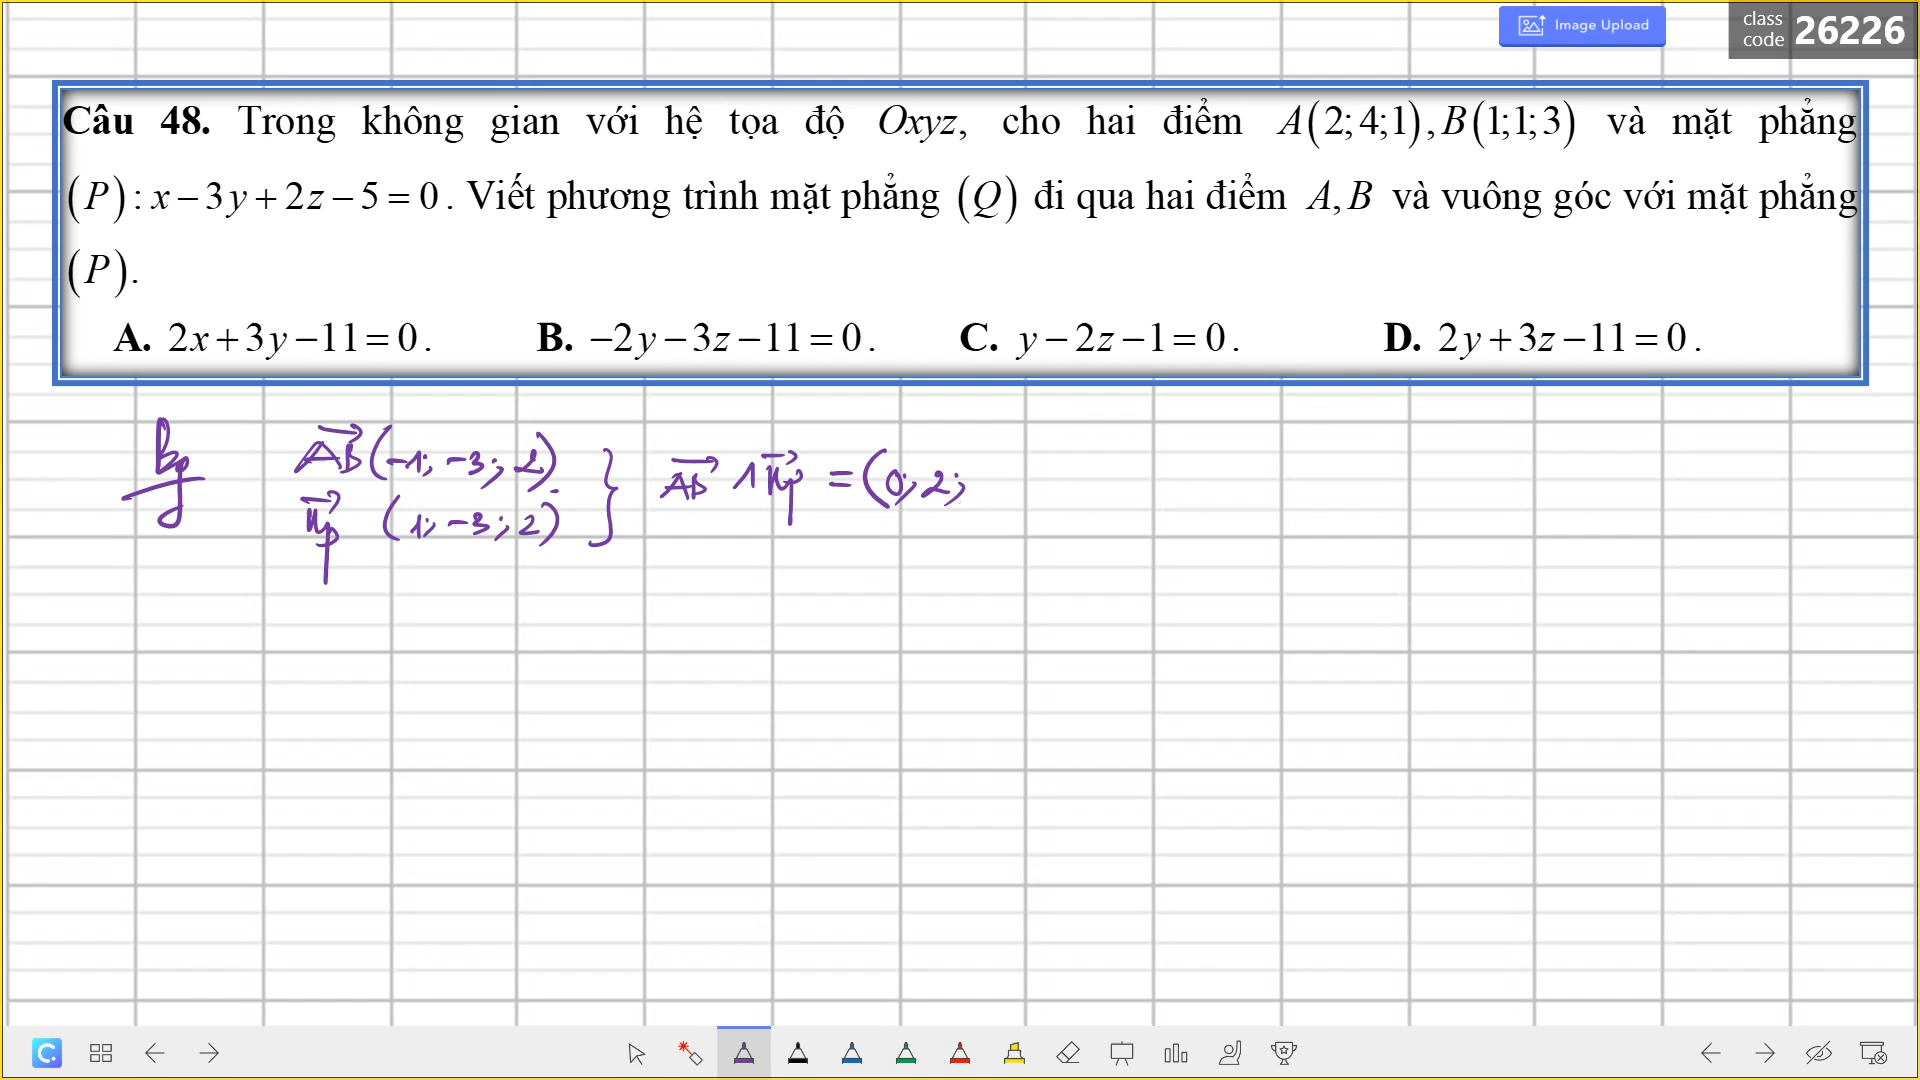 Image Upload
class code 26226
Câu 48. Trong không gian với hệ tọa độ Oxyz, cho hai điểm A(2;4;1), B(1;1;3) và mặt phẳng
(P): x − 3y + 2z − 5 = 0. Viết phương trình mặt phẳng (Q) đi qua hai điểm A, B và vuông góc với mặt phẳng
(P).
A. 2x + 3y − 11 = 0. B. −2y − 3z − 11 = 0. C. y − 2z − 1 = 0. D. 2y + 3z − 11 = 0.
Bg
AB (-1; -3; 2)
n_p (1; -3; 2)
} AB ∧ n_p = (0; 2;